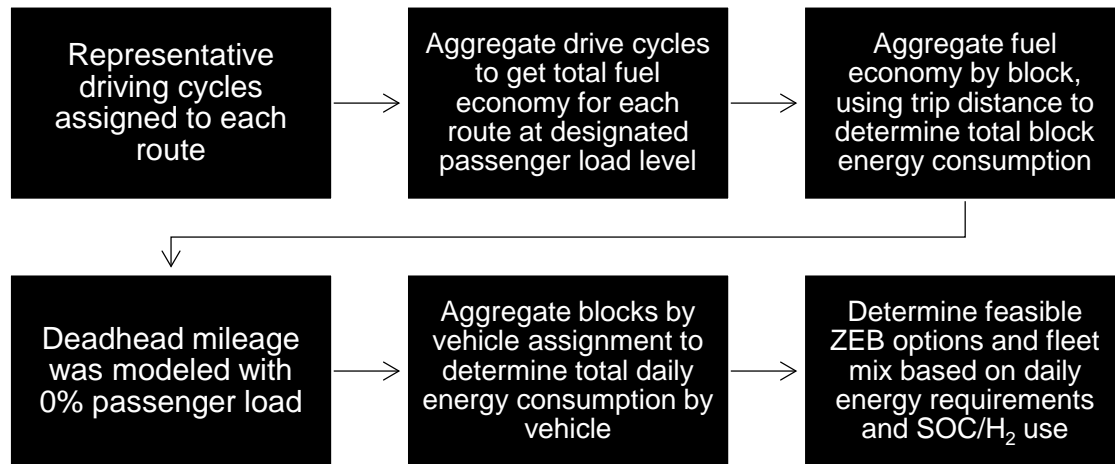 Representative
driving cycles
assigned to each
route
Aggregate drive cycles
to get total fuel
economy for each
route at designated
passenger load level
Aggregate fuel
economy by block,
using trip distance to
determine total block
energy consumption
Deadhead mileage
was modeled with
0% passenger load
Aggregate blocks by
vehicle assignment to
determine total daily
energy consumption by
vehicle
Determine feasible
ZEB options and fleet
mix based on daily
energy requirements
and SOC/H₂ use